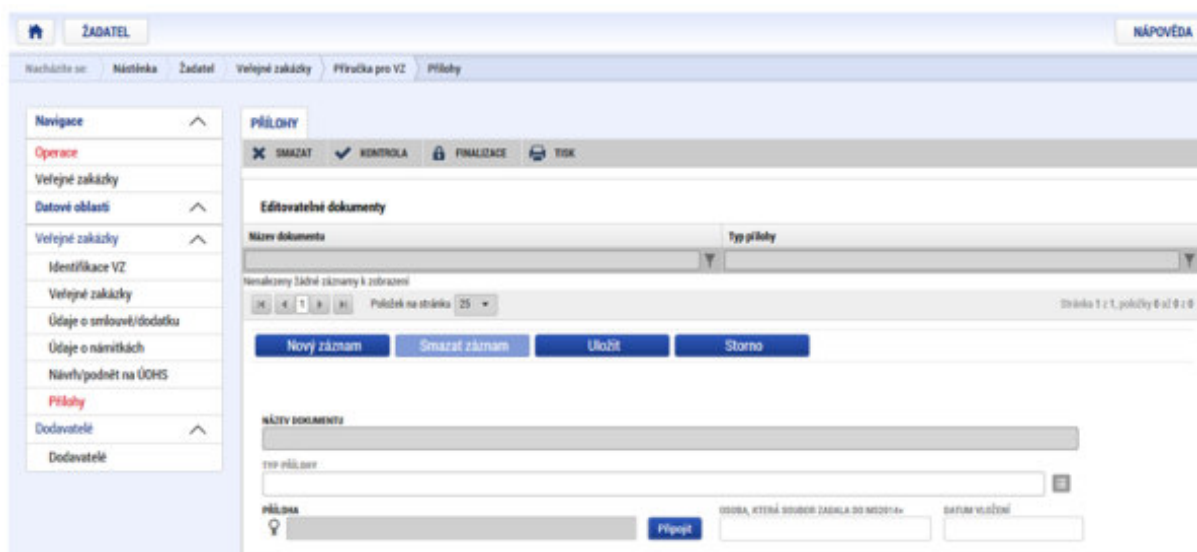 ŽADATEL
NÁPOVĚDA
Nacházíte se: Nástěnka Žadatel Veřejné zakázky Příručka pro VZ Přílohy
Navigace
Operace
Veřejné zakázky
Datové oblasti
Veřejné zakázky
Identifikace VZ
Veřejné zakázky
Údaje o smlouvě/dodatku
Údaje o námitkách
Návrh/podnět na ÚOHS
Přílohy
Dodavatelé
Dodavatelé
PŘÍLOHY
SMAZAT KONTROLA FINALIZACE TISK
Editovatelné dokumenty
Název dokumentu Typ přílohy
Nenalezeny žádné záznamy k zobrazení
1 Položek na stránku 25 Stránka 1 z 1, položky 0 až 0 z 0
Nový záznam Smazat záznam Uložit Storno
NÁZEV DOKUMENTU
TYP PŘÍLOHY
PŘÍLOHA OSOBA, KTERÁ SOUBOR ZADALA DO MS2014+ DATUM VLOŽENÍ
Připojit